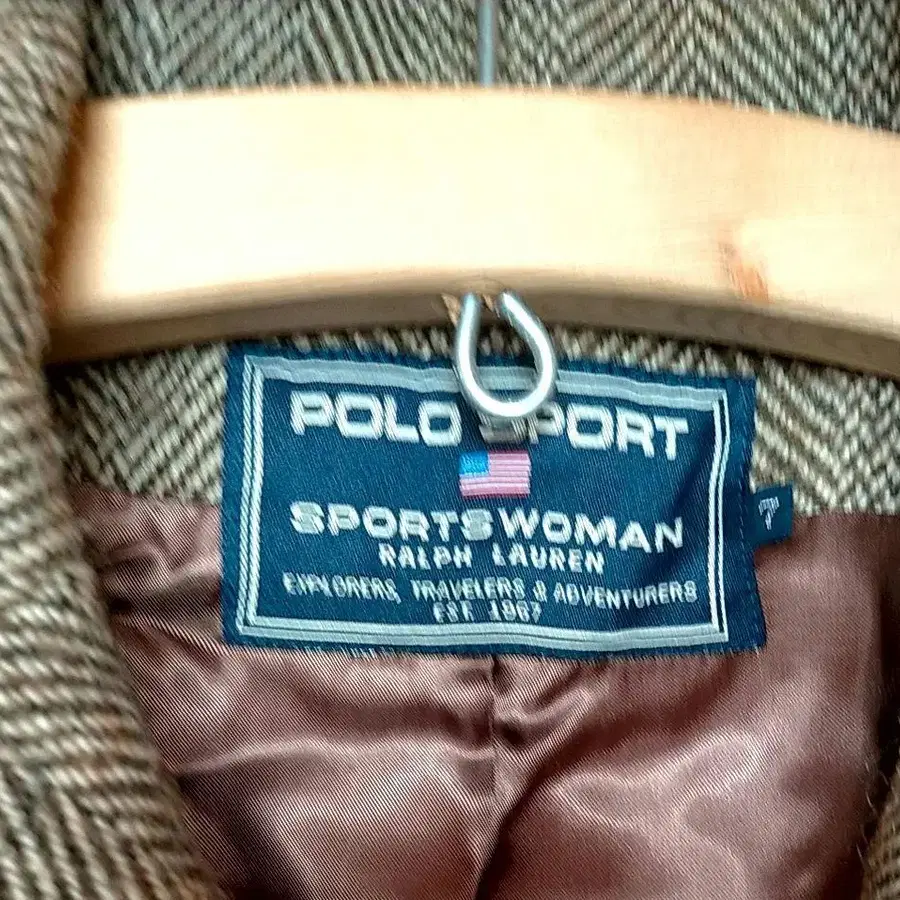 POLO SPORT
SPORTSWOMAN
RALPH LAUREN
EXPLORERS, TRAVELERS & ADVENTURERS
EST 1967